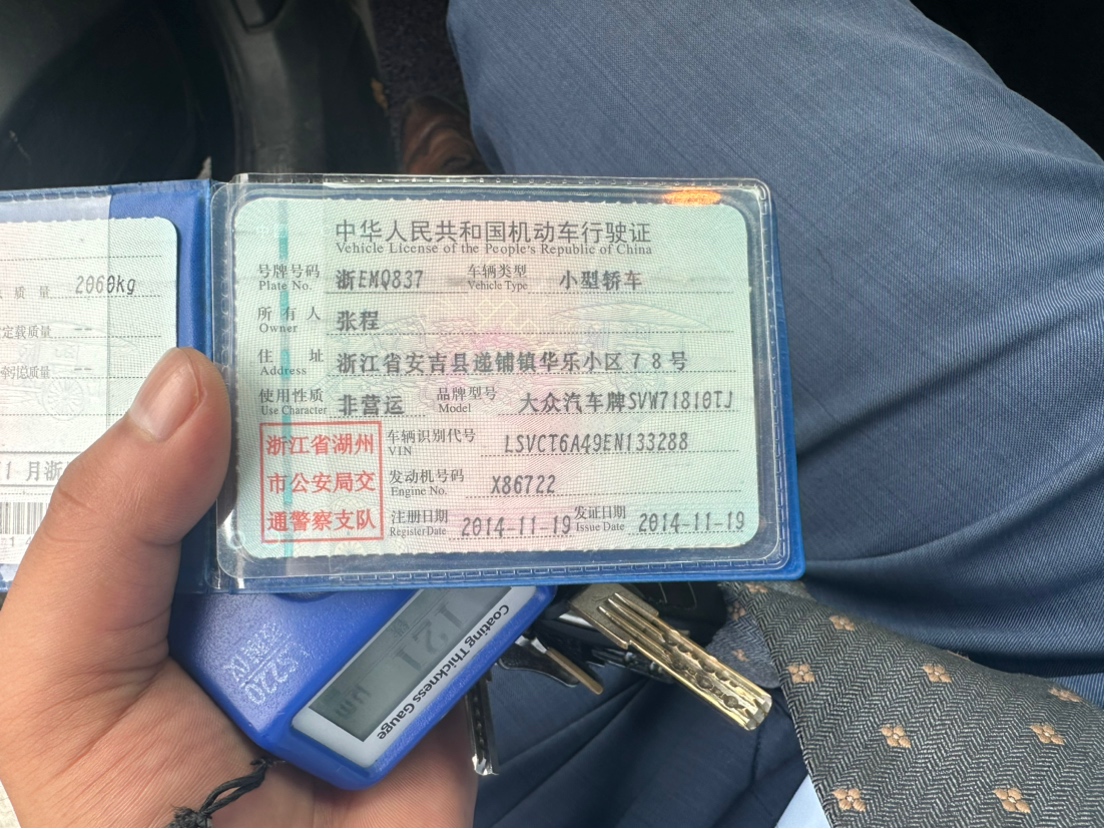 中华人民共和国机动车行驶证
Vehicle License of the People's Republic of China
号牌号码 浙EMQ837 车辆类型 小型轿车
Plate No. Vehicle Type
所有人 张程
Owner
住址 浙江省安吉县递铺镇华乐小区78号
Address
使用性质 非营运 品牌型号 大众汽车牌SVW71810TJ
Use Character Model
浙江省湖州
市公安局交
通警察支队
车辆识别代号 LSVCT6A49EN133288
VIN
发动机号码 X86722
Engine No.
注册日期 2014-11-19 发证日期 2014-11-19
Register Date Issue Date
质量 2060kg
定载质量 --
牵引总质量 --
1月浙
Coating Thickness Gauge
121